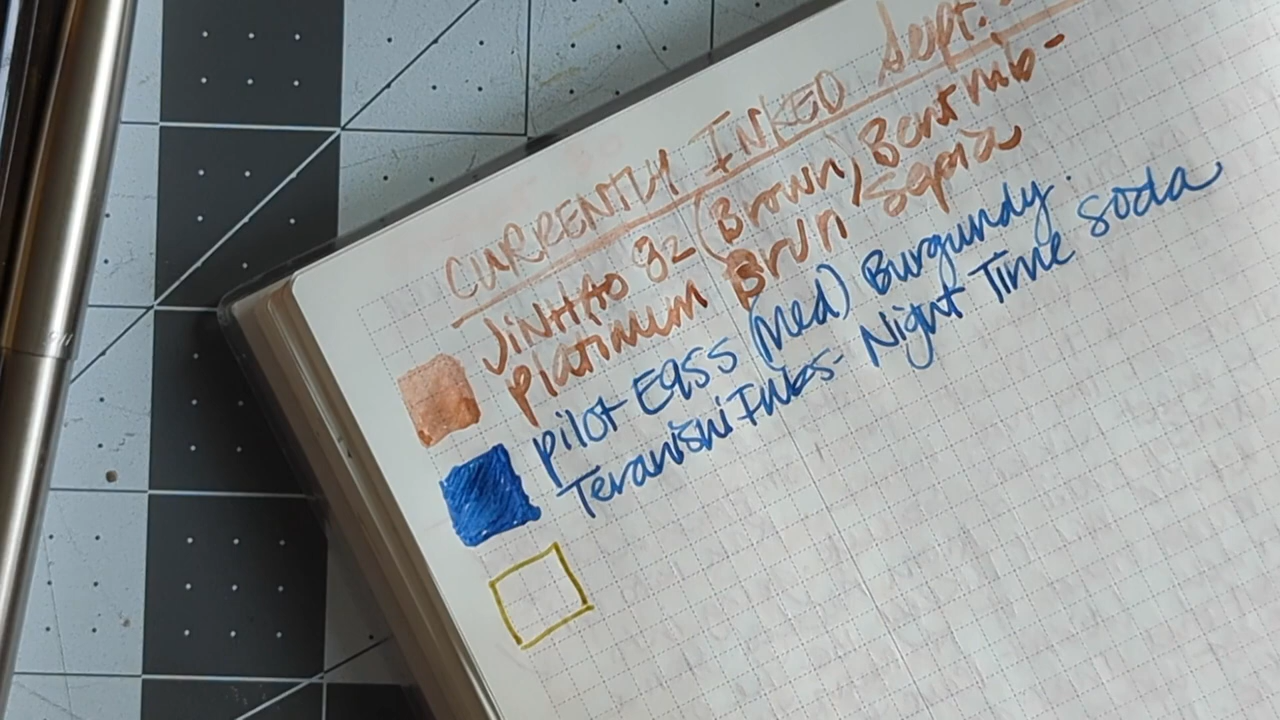 CURRENTLY INKED Sept.
JiNHAO 82 (Brown), Bent nib-
Platinum Brun Sepia
Pilot E95s (Med) Burgundy
Teranishi Inks- Night Time Soda